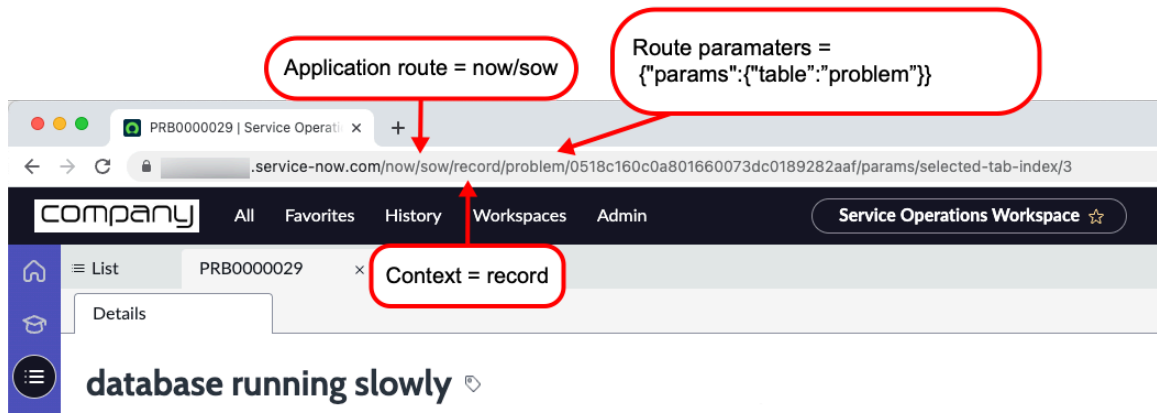 Application route = now/sow
Route paramaters =
{"params":{"table”:”problem”}}
PRB0000029 | Service Operati
.service-now.com/now/sow/record/problem/0518c160c0a801660073dc0189282aaf/params/selected-tab-index/3
company
All
Favorites
History
Workspaces
Admin
Service Operations Workspace
List
PRB0000029
Context = record
Details
database running slowly